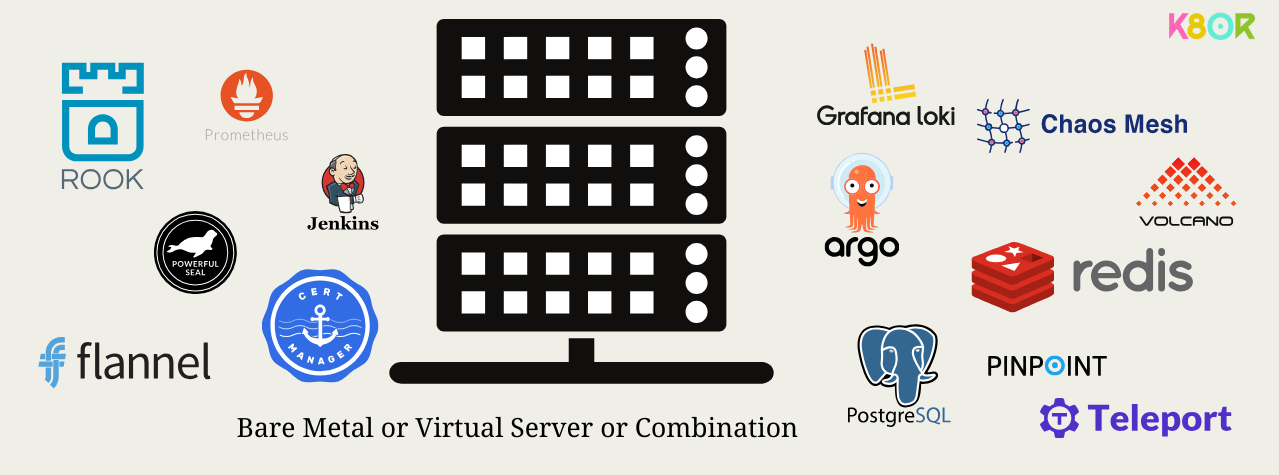 K8OR
ROOK
Prometheus
Jenkins
POWERFUL
SEAL
CERT
MANAGER
flannel
Grafana loki
Chaos Mesh
argo
VOLCANO
redis
PostgreSQL
PINPOINT
Teleport
Bare Metal or Virtual Server or Combination